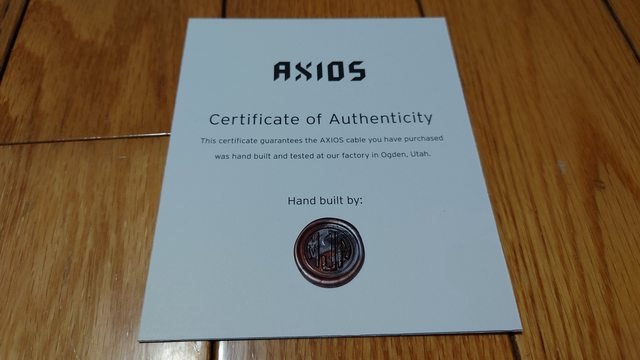 AXIOS
Certificate of Authenticity
This certificate guarantees the AXIOS cable you have purchased
was hand built and tested at our factory in Ogden, Utah.
Hand built by: